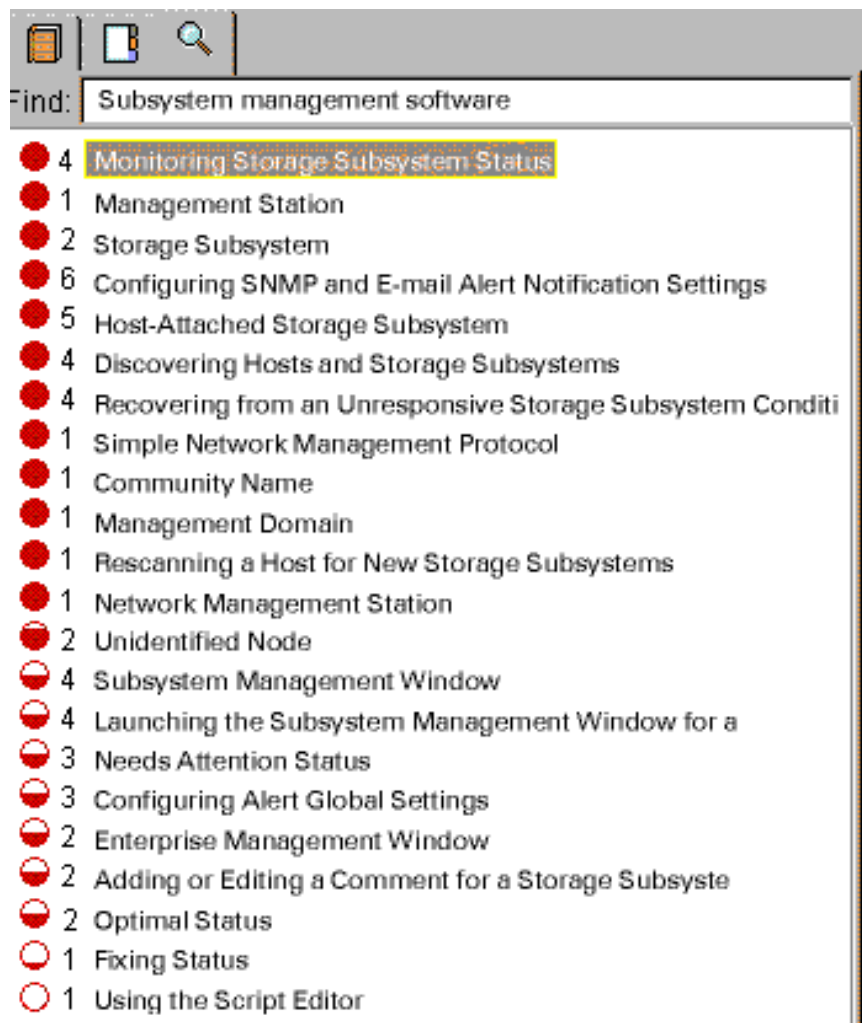 Find: Subsystem management software
4 Monitoring Storage Subsystem Status
1 Management Station
2 Storage Subsystem
6 Configuring SNMP and E-mail Alert Notification Settings
5 Host-Attached Storage Subsystem
4 Discovering Hosts and Storage Subsystems
4 Recovering from an Unresponsive Storage Subsystem Conditi
1 Simple Network Management Protocol
1 Community Name
1 Management Domain
1 Rescanning a Host for New Storage Subsystems
1 Network Management Station
2 Unidentified Node
4 Subsystem Management Window
4 Launching the Subsystem Management Window for a
3 Needs Attention Status
3 Configuring Alert Global Settings
2 Enterprise Management Window
2 Adding or Editing a Comment for a Storage Subsyste
2 Optimal Status
1 Fixing Status
1 Using the Script Editor